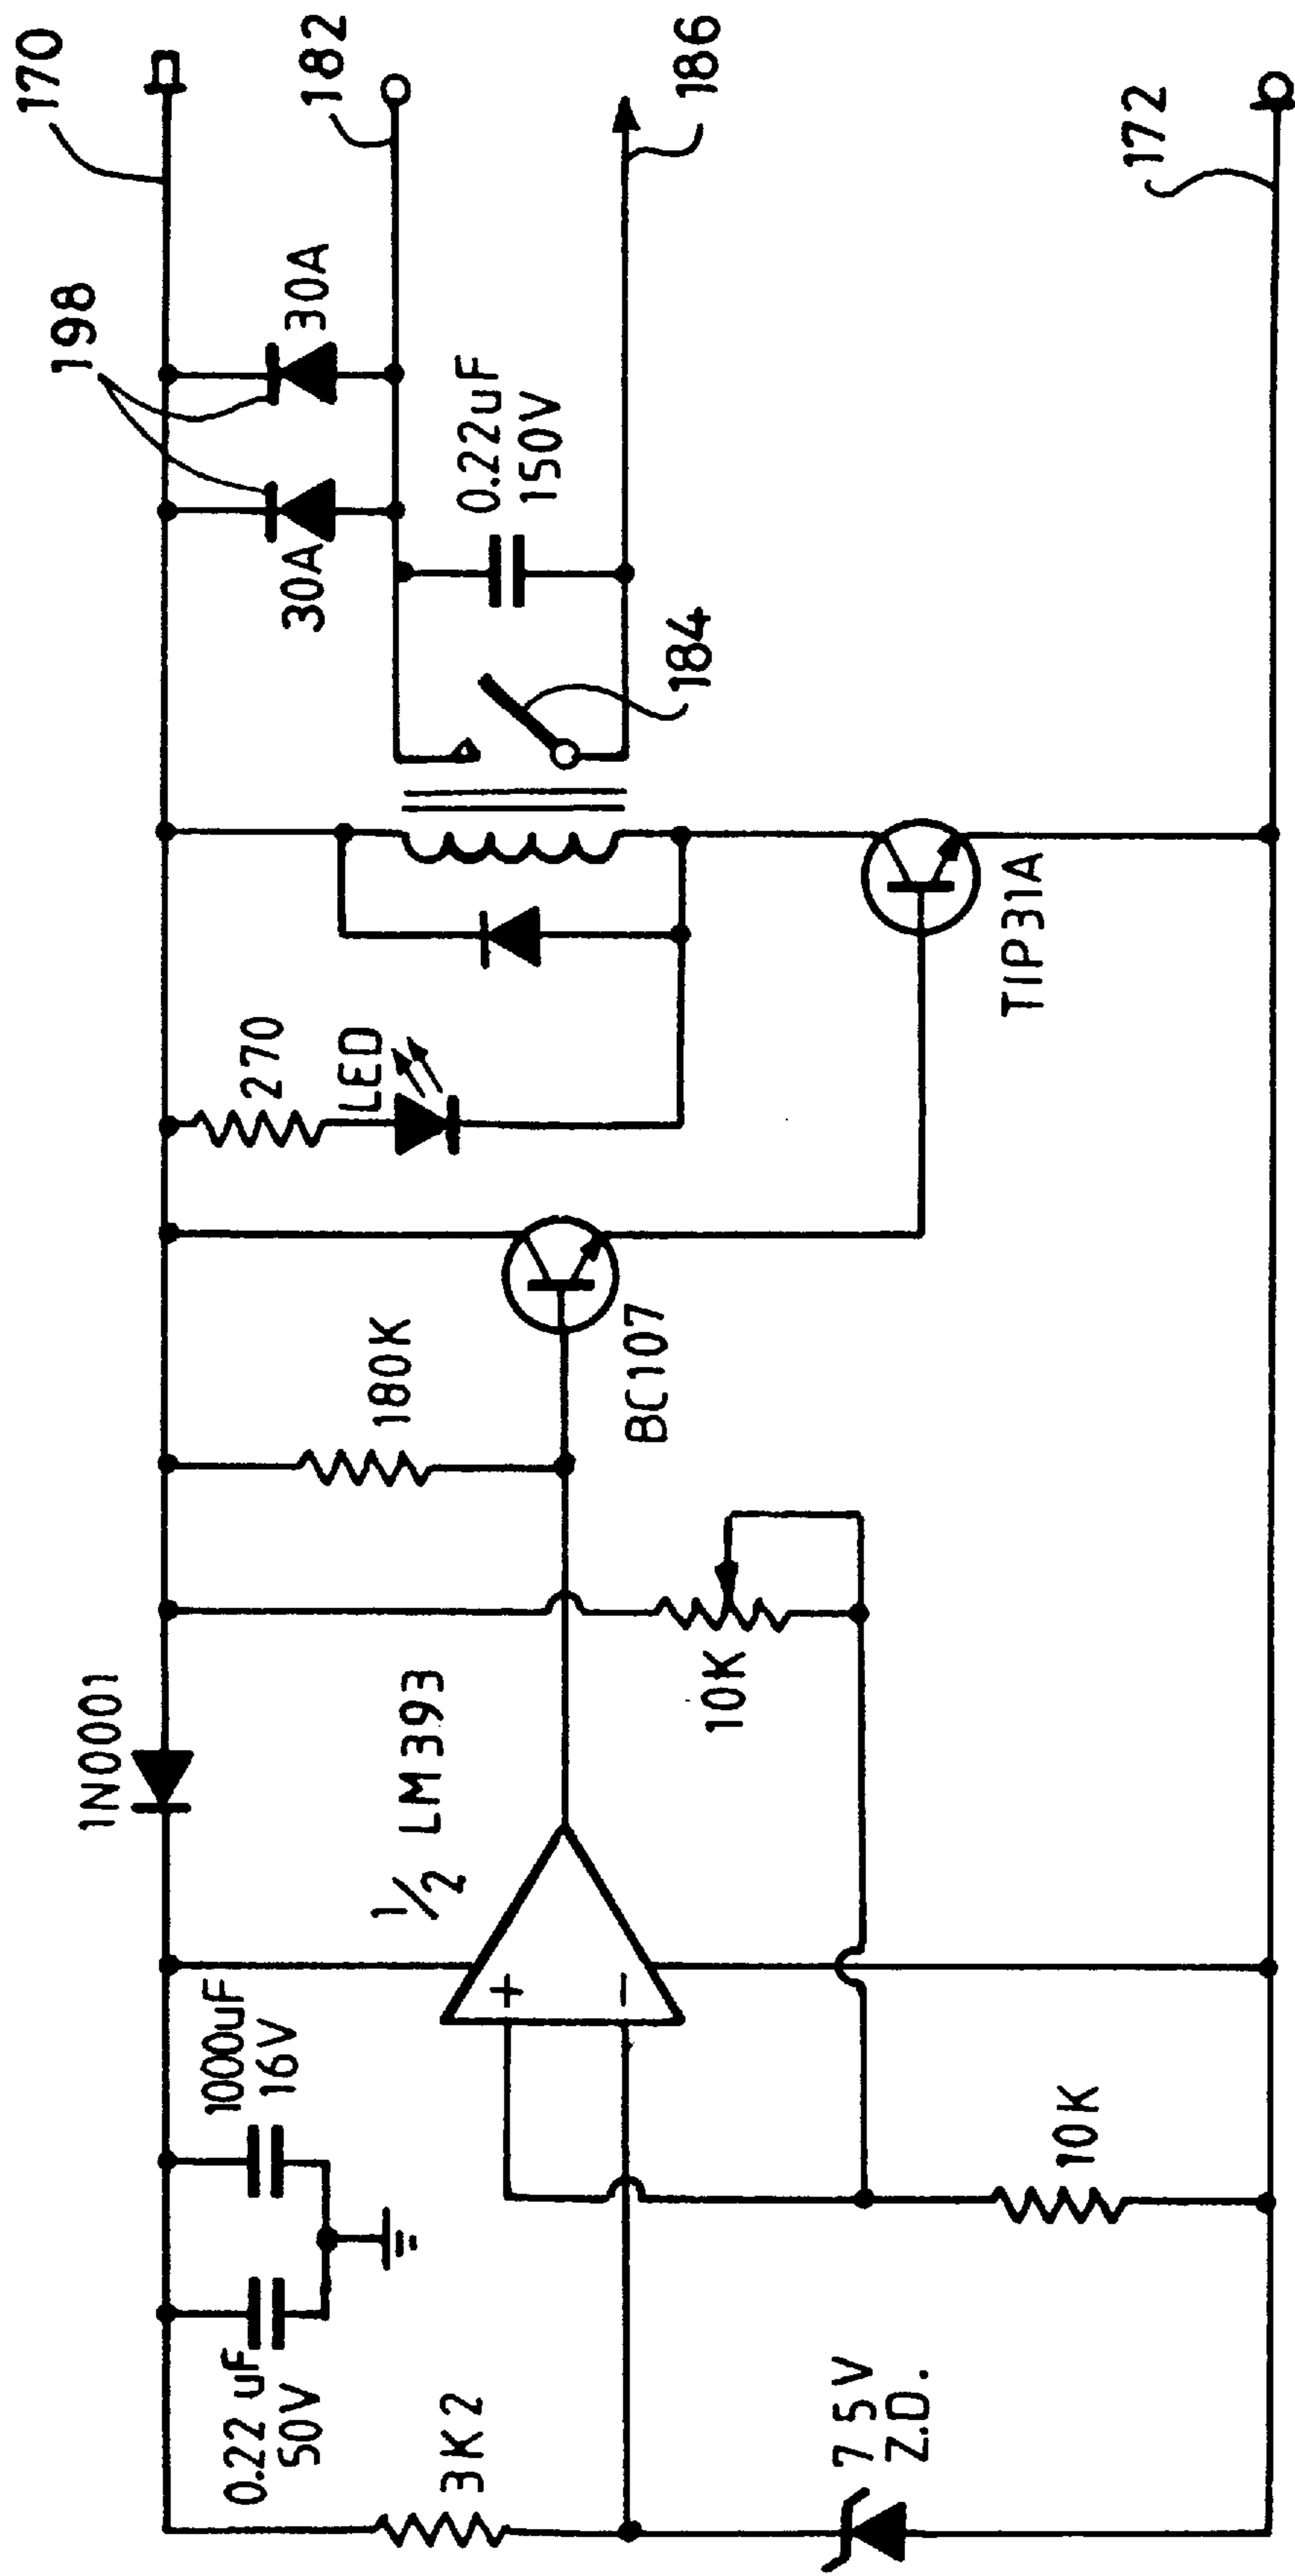 170
182
186
172
198
30A
30A
0.22uF
150V
184
TIP31A
270
LED
180K
BC107
1N0001
10K
1/2 LM393
1000uF
16V
0.22 uF
50V
+
−
10K
3K2
7 5V
Z.D.